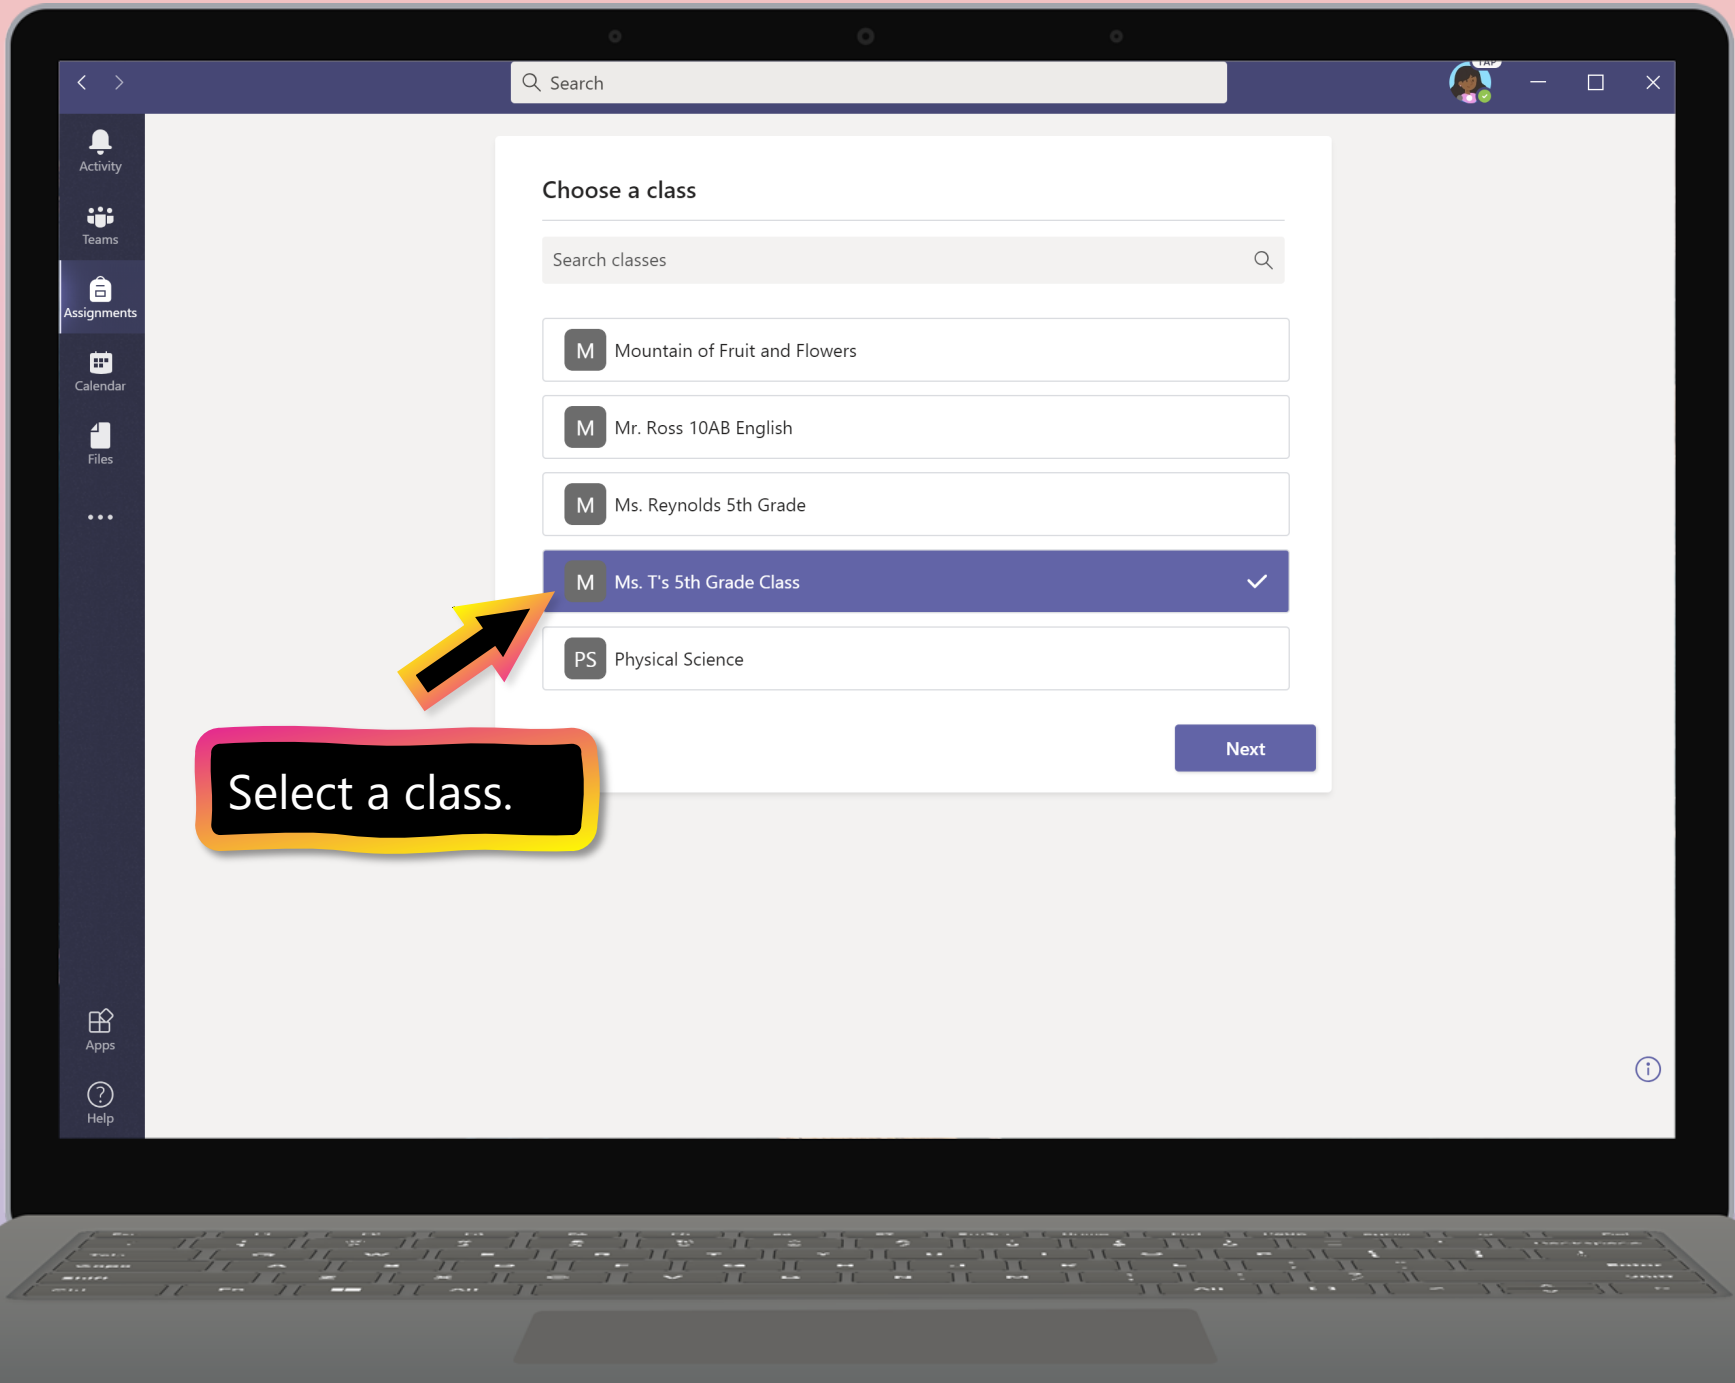 Search
TAP
Activity
Teams
Assignments
Calendar
Files
Apps
Help
Choose a class
Search classes
M Mountain of Fruit and Flowers
M Mr. Ross 10AB English
M Ms. Reynolds 5th Grade
M Ms. T's 5th Grade Class
PS Physical Science
Next
Select a class.